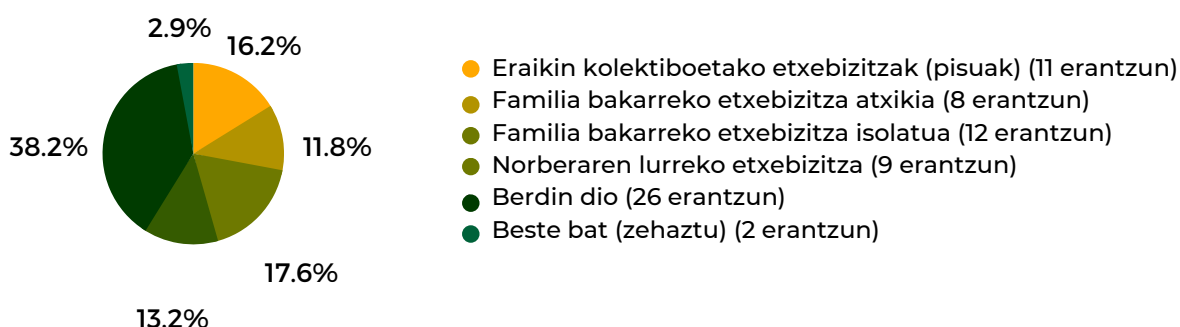 2.9%
16.2%
38.2%
11.8%
17.6%
13.2%
Eraikin kolektiboetako etxebizitzak (pisuak) (11 erantzun)
Familia bakarreko etxebizitza atxikia (8 erantzun)
Familia bakarreko etxebizitza isolatua (12 erantzun)
Norberaren lurreko etxebizitza (9 erantzun)
Berdin dio (26 erantzun)
Beste bat (zehaztu) (2 erantzun)